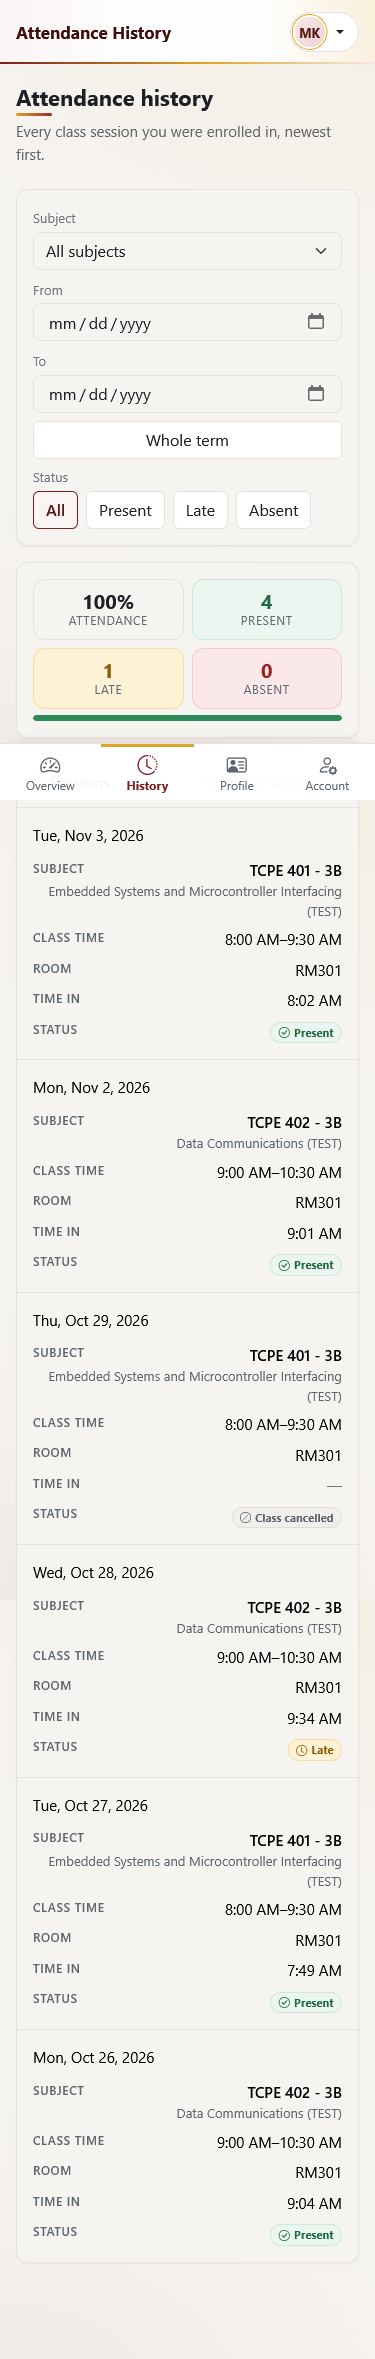 Attendance History
MK
Attendance history
Every class session you were enrolled in, newest
first.
Subject
All subjects
From
mm/dd/yyyy
To
mm/dd/yyyy
Whole term
Status
All Present Late Absent
100%
ATTENDANCE
4
PRESENT
1
LATE
0
ABSENT
Overview History Profile Account
Tue, Nov 3, 2026
SUBJECT TCPE 401 - 3B
Embedded Systems and Microcontroller Interfacing
(TEST)
CLASS TIME 8:00 AM–9:30 AM
ROOM RM301
TIME IN 8:02 AM
STATUS Present
Mon, Nov 2, 2026
SUBJECT TCPE 402 - 3B
Data Communications (TEST)
CLASS TIME 9:00 AM–10:30 AM
ROOM RM301
TIME IN 9:01 AM
STATUS Present
Thu, Oct 29, 2026
SUBJECT TCPE 401 - 3B
Embedded Systems and Microcontroller Interfacing
(TEST)
CLASS TIME 8:00 AM–9:30 AM
ROOM RM301
TIME IN —
STATUS Class cancelled
Wed, Oct 28, 2026
SUBJECT TCPE 402 - 3B
Data Communications (TEST)
CLASS TIME 9:00 AM–10:30 AM
ROOM RM301
TIME IN 9:34 AM
STATUS Late
Tue, Oct 27, 2026
SUBJECT TCPE 401 - 3B
Embedded Systems and Microcontroller Interfacing
(TEST)
CLASS TIME 8:00 AM–9:30 AM
ROOM RM301
TIME IN 7:49 AM
STATUS Present
Mon, Oct 26, 2026
SUBJECT TCPE 402 - 3B
Data Communications (TEST)
CLASS TIME 9:00 AM–10:30 AM
ROOM RM301
TIME IN 9:04 AM
STATUS Present